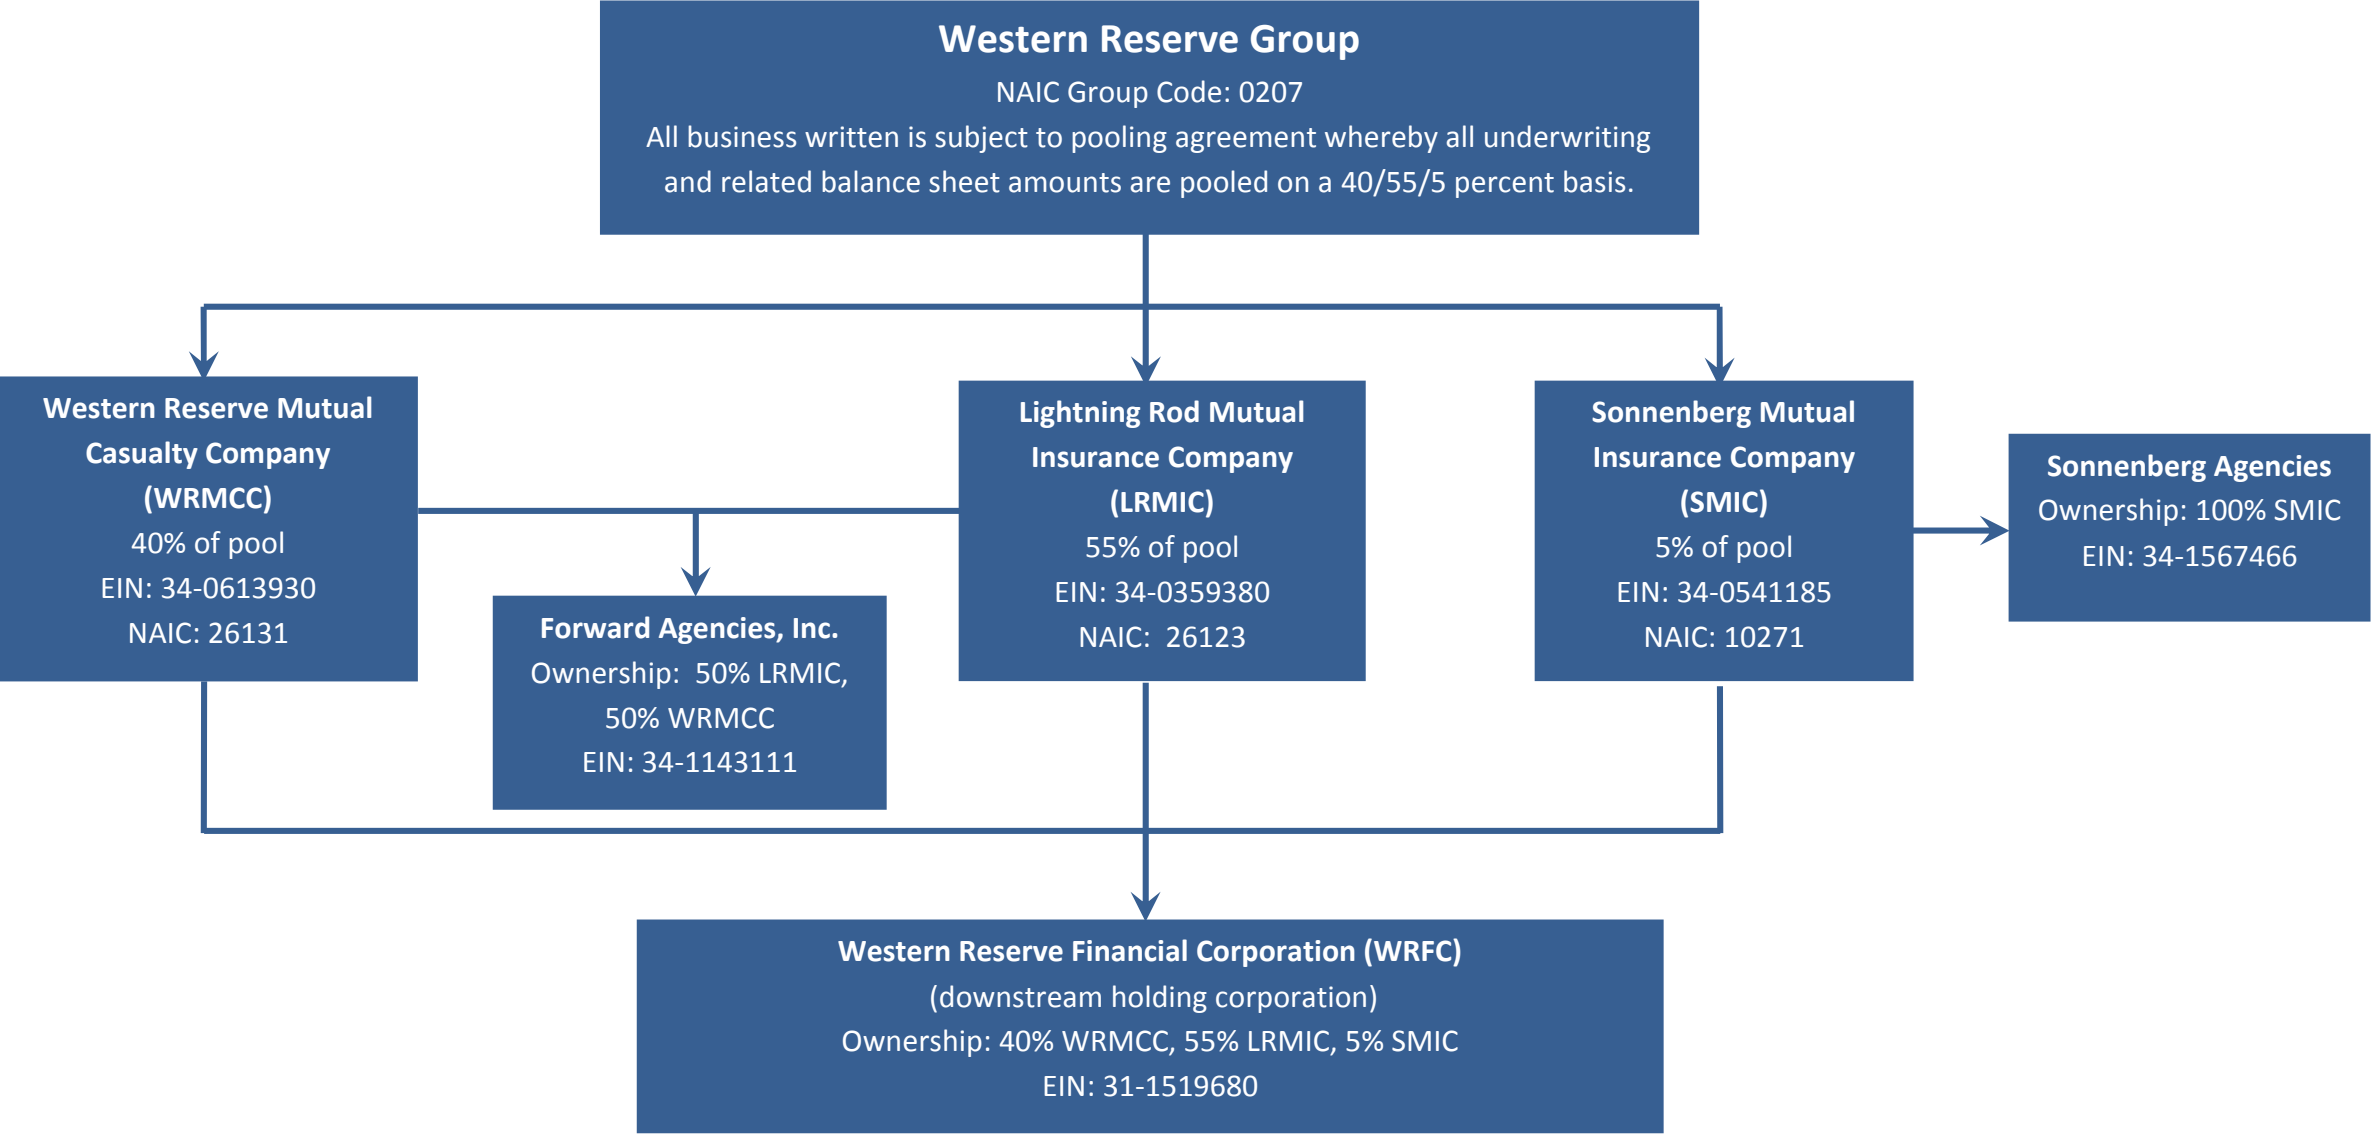 Western Reserve Group
NAIC Group Code: 0207
All business written is subject to pooling agreement whereby all underwriting
and related balance sheet amounts are pooled on a 40/55/5 percent basis.
Western Reserve Mutual
Casualty Company
(WRMCC)
40% of pool
EIN: 34-0613930
NAIC: 26131
Forward Agencies, Inc.
Ownership:  50% LRMIC,
50% WRMCC
EIN: 34-1143111
Lightning Rod Mutual
Insurance Company
(LRMIC)
55% of pool
EIN: 34-0359380
NAIC:  26123
Sonnenberg Mutual
Insurance Company
(SMIC)
5% of pool
EIN: 34-0541185
NAIC: 10271
Sonnenberg Agencies
Ownership: 100% SMIC
EIN: 34-1567466
Western Reserve Financial Corporation (WRFC)
(downstream holding corporation)
Ownership: 40% WRMCC, 55% LRMIC, 5% SMIC
EIN: 31-1519680